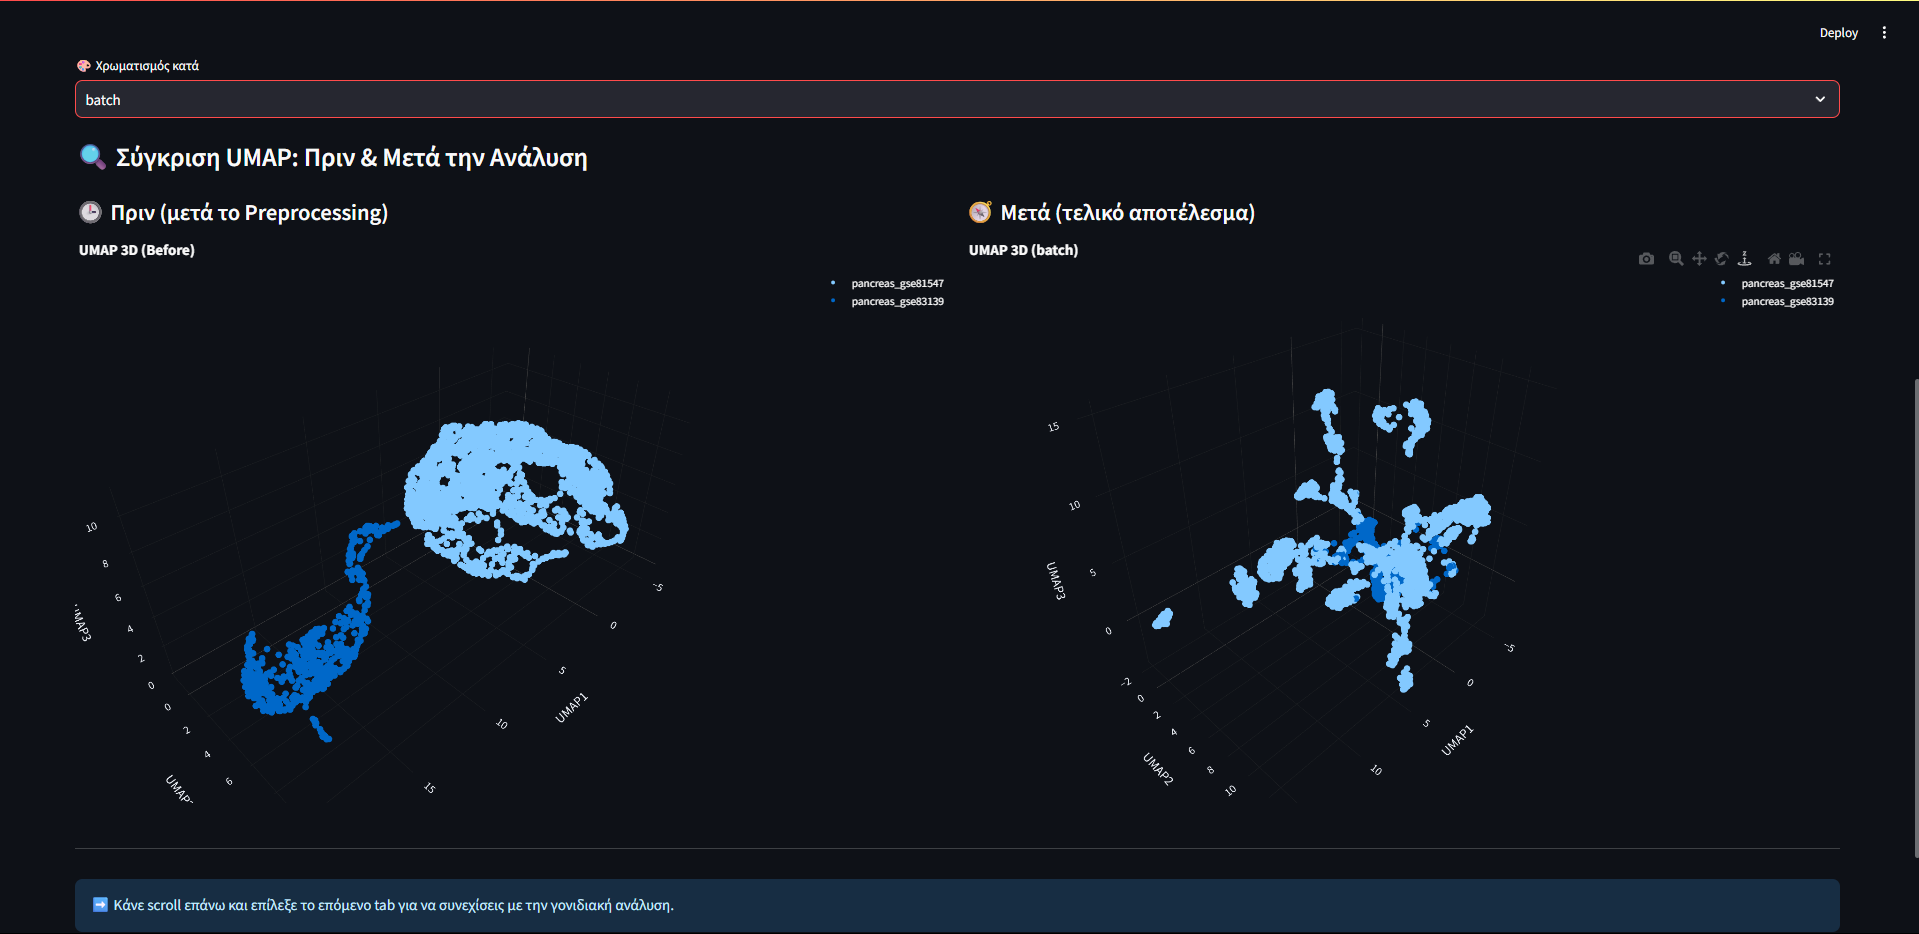 Deploy
Χρωματισμός κατά
batch
Σύγκριση UMAP: Πριν & Μετά την Ανάλυση
Πριν (μετά το Preprocessing)
UMAP 3D (Before)
pancreas_gse81547
pancreas_gse83139
10
8
6
4
2
0
0
2
4
6
UMAP1
-5
0
5
10
15
Μετά (τελικό αποτέλεσμα)
UMAP 3D (batch)
pancreas_gse81547
pancreas_gse83139
15
10
5
0
UMAP3
-2
0
2
4
6
8
10
UMAP2
-5
0
5
10
UMAP1
Κάνε scroll επάνω και επίλεξε το επόμενο tab για να συνεχίσεις με την γονιδιακή ανάλυση.